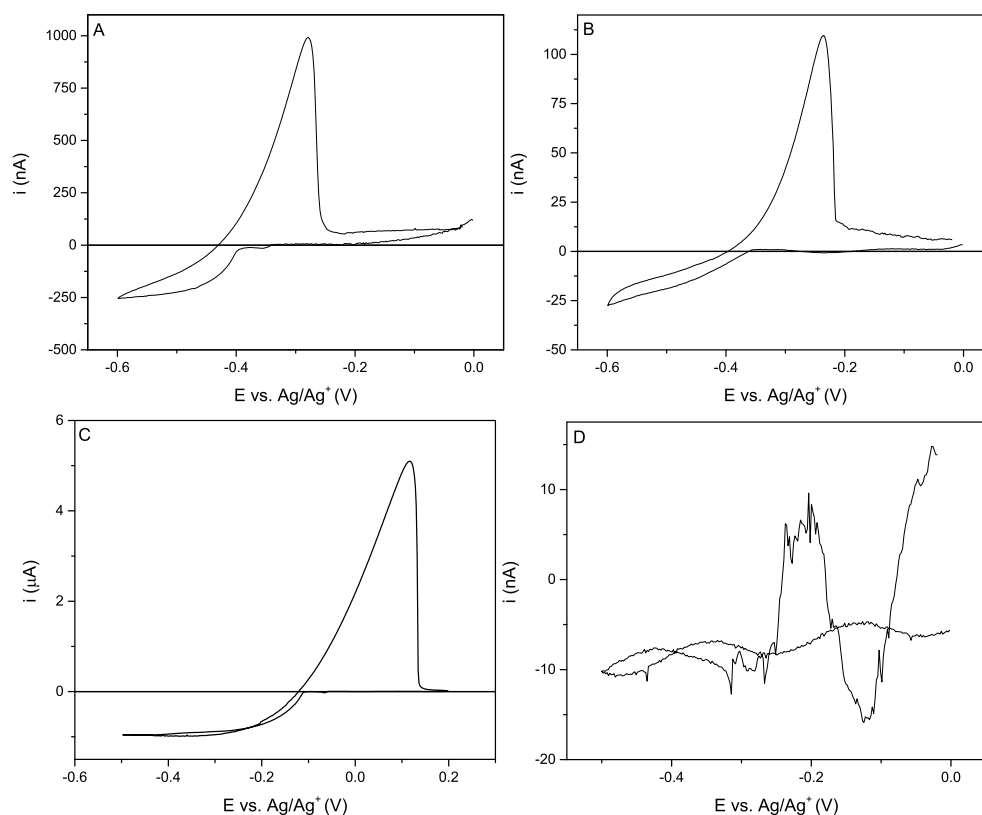 A
1000
750
500
250
0
-250
-500
i (nA)
-0.6 -0.4 -0.2 0.0
E vs. Ag/Ag⁺ (V)
B
100
75
50
25
0
-25
-50
i (nA)
-0.6 -0.4 -0.2 0.0
E vs. Ag/Ag⁺ (V)
C
6
4
2
0
i (μA)
-0.6 -0.4 -0.2 0.0 0.2
E vs. Ag/Ag⁺ (V)
D
10
0
-10
-20
i (nA)
-0.4 -0.2 0.0
E vs. Ag/Ag⁺ (V)